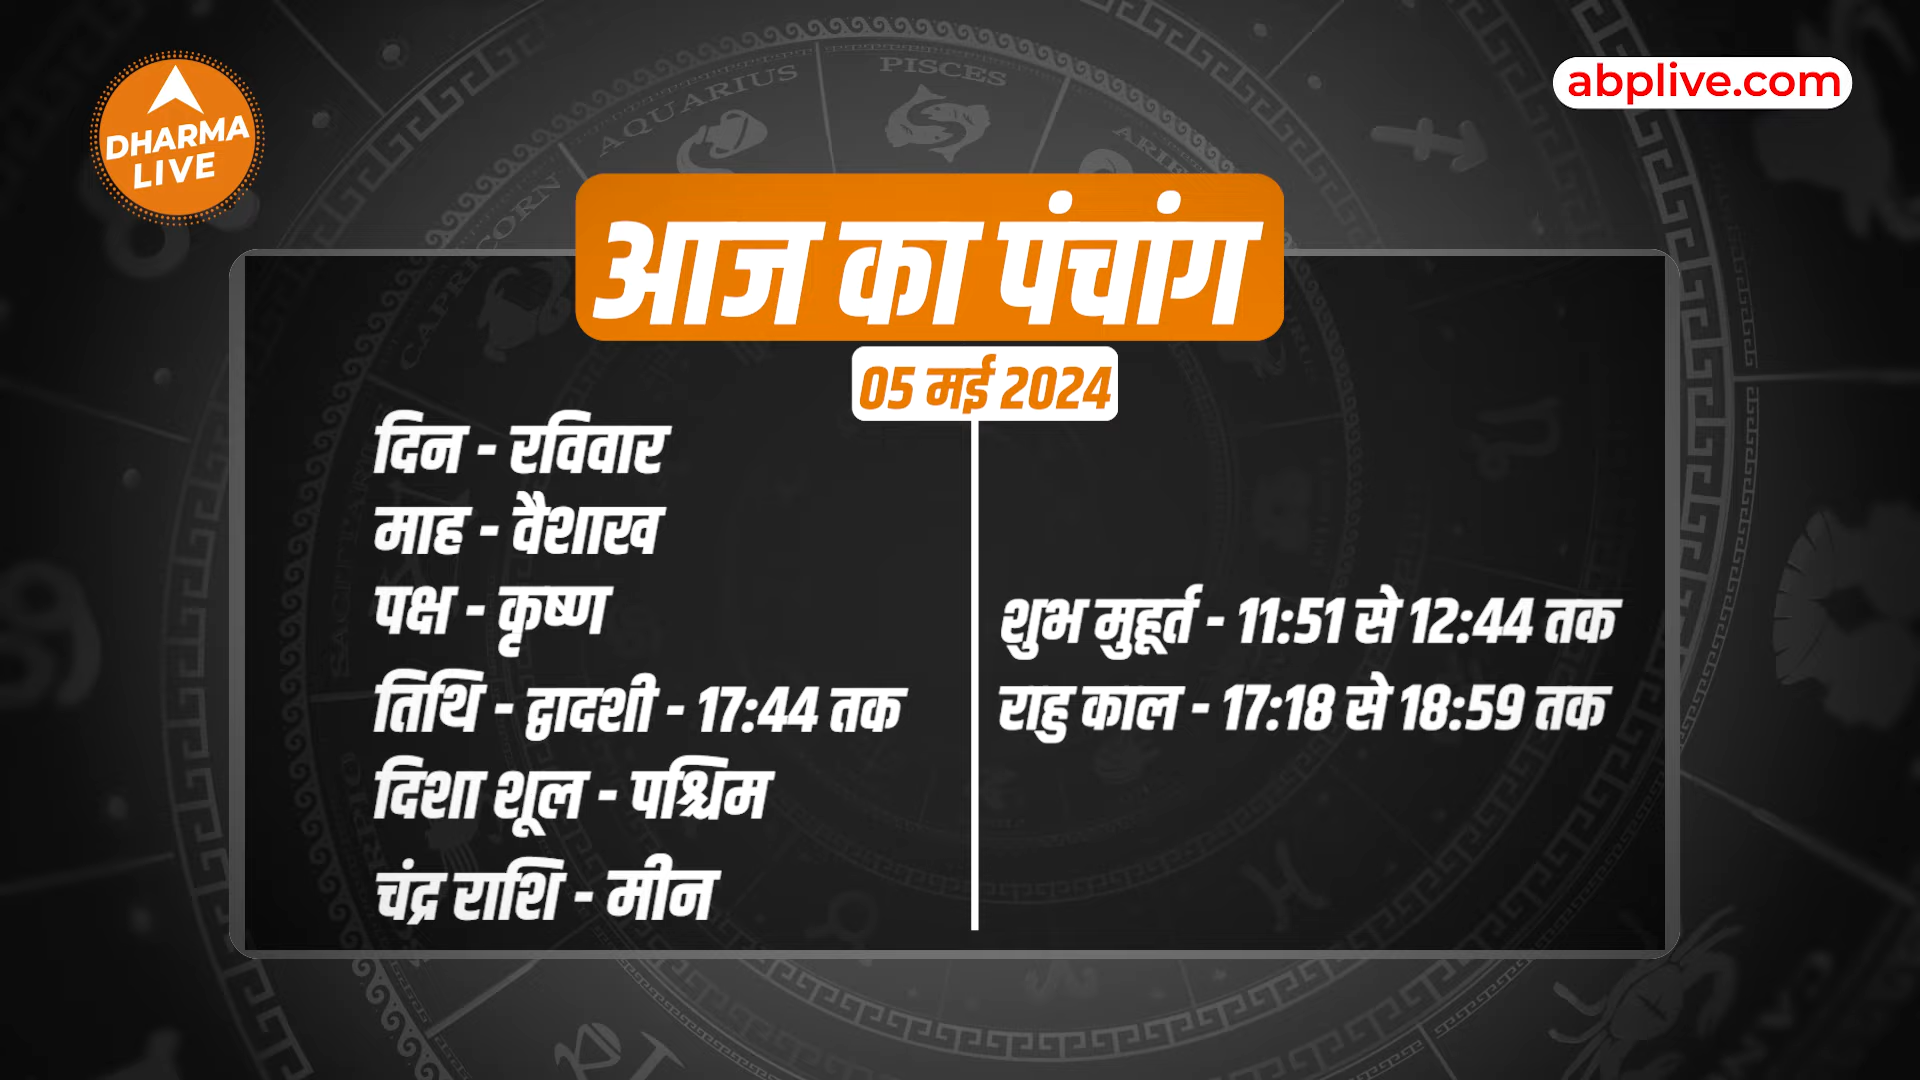 DHARMA
LIVE
abplive.com
AQUARIUS
PISCES
CAPRICORN
आज का पंचांग
05 मई 2024
दिन - रविवार
माह - वैशाख
पक्ष - कृष्ण
तिथि - द्वादशी - 17:44 तक
दिशा शूल - पश्चिम
चंद्र राशि - मीन
शुभ मुहूर्त - 11:51 से 12:44 तक
राहु काल - 17:18 से 18:59 तक